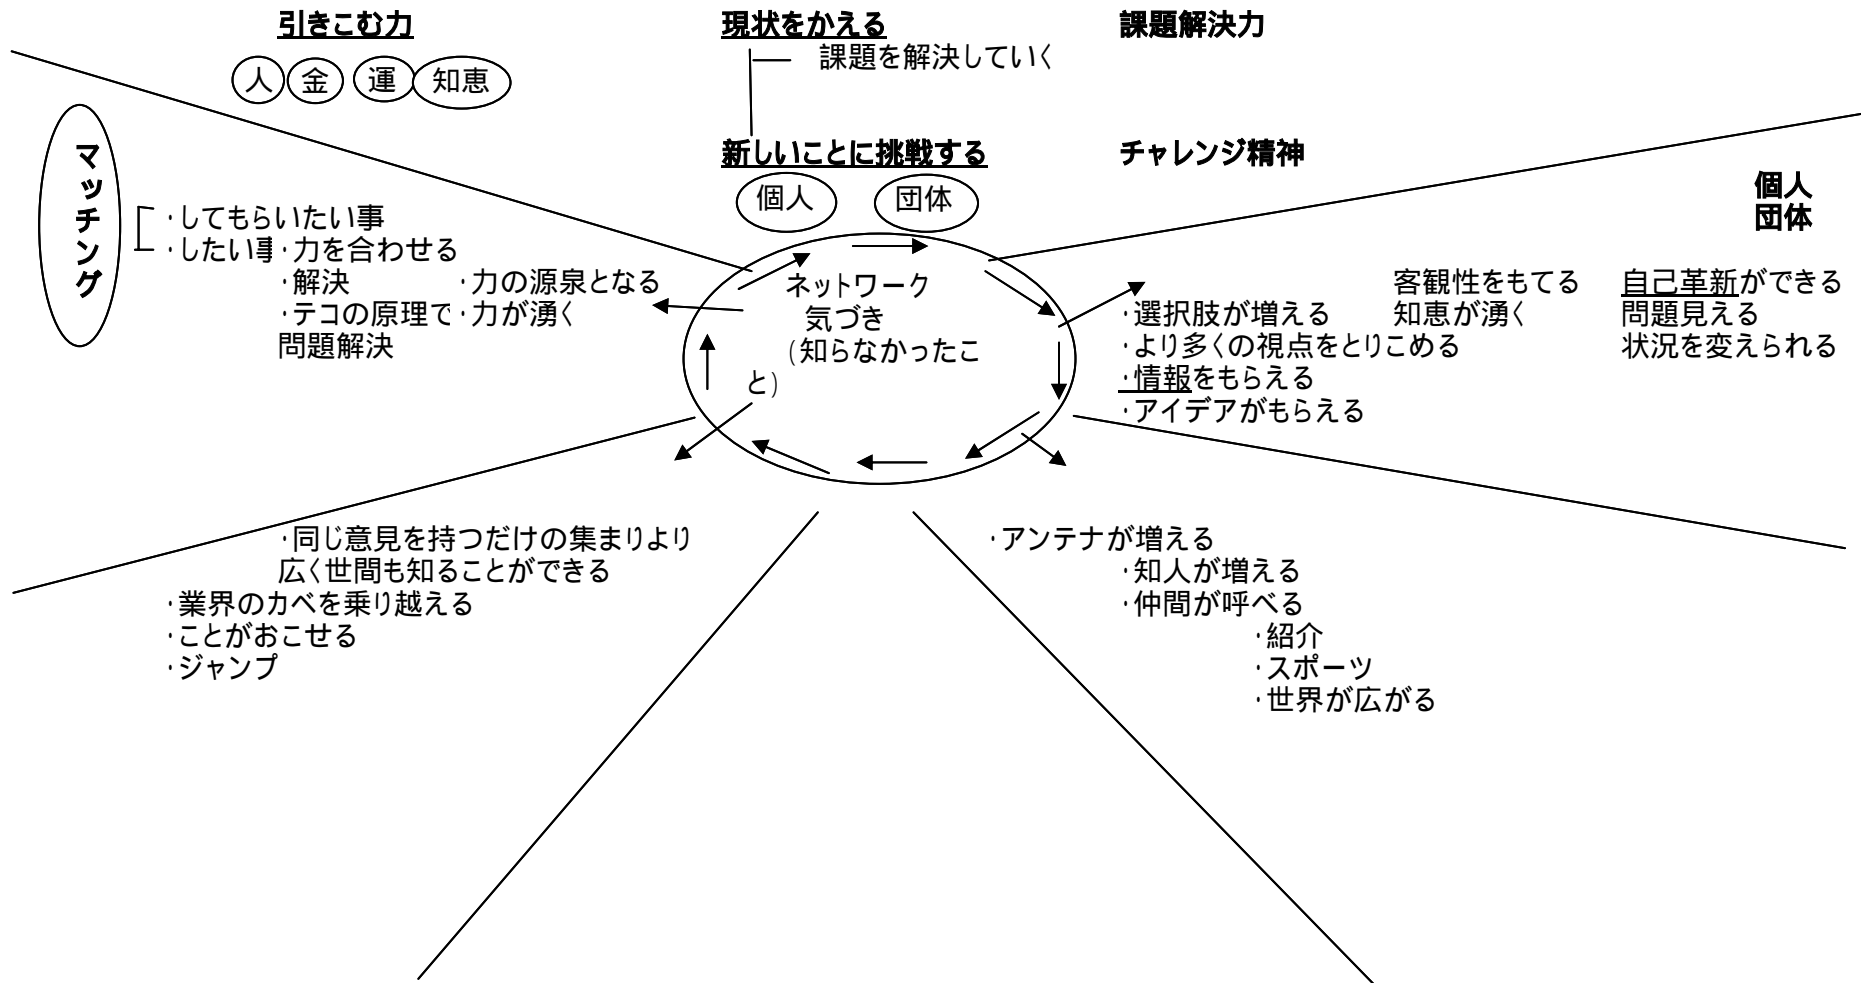 引きこむ力
人 金 運 知恵
現状をかえる
課題を解決していく
新しいことに挑戦する
個人 団体
課題解決力
チャレンジ精神
個人
団体
マッチング
・してもらいたい事
・したい事
・力を合わせる
・解決
・テコの原理で
問題解決
・力の源泉となる
・力が湧く
ネットワーク
気づき
(知らなかったこ
と)
・選択肢が増える
・より多くの視点をとりこめる
・情報をもらえる
・アイデアがもらえる
客観性をもてる
知恵が湧く
自己革新ができる
問題見える
状況を変えられる
・同じ意見を持つだけの集まりより
広く世間も知ることができる
・業界のカベを乗り越える
・ことがおこせる
・ジャンプ
・アンテナが増える
・知人が増える
・仲間が呼べる
・紹介
・スポーツ
・世界が広がる